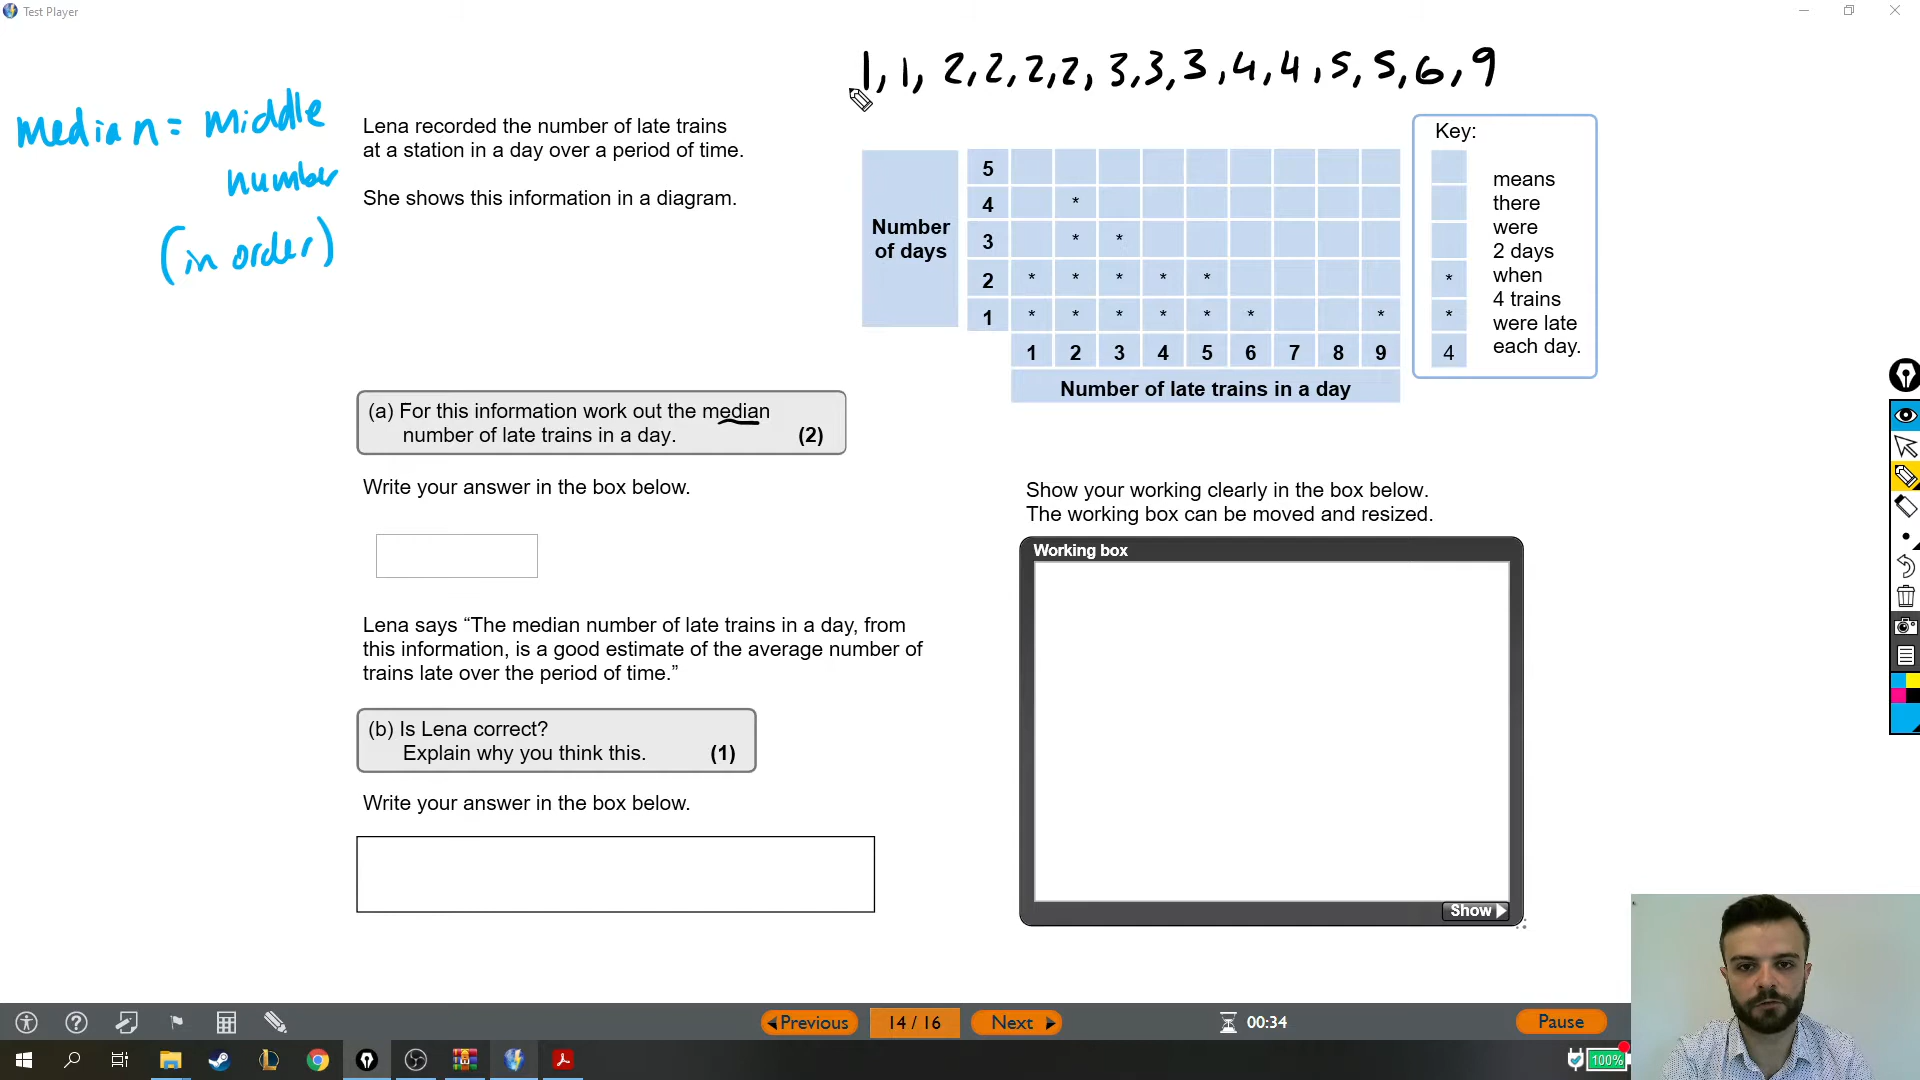 Test Player
1, 1, 2, 2, 2, 2, 3, 3, 3, 4, 4, 5, 5, 6, 9
median = middle
number
(in order)
Lena recorded the number of late trains
at a station in a day over a period of time.
She shows this information in a diagram.
Number
of days
5
4 *
3 * *
2 * * * * *
1 * * * * * * *
1 2 3 4 5 6 7 8 9
Number of late trains in a day
Key:
*
*
4
means
there
were
2 days
when
4 trains
were late
each day.
(a) For this information work out the median
number of late trains in a day. (2)
Write your answer in the box below.
Lena says “The median number of late trains in a day, from
this information, is a good estimate of the average number of
trains late over the period of time.”
(b) Is Lena correct?
Explain why you think this. (1)
Write your answer in the box below.
Show your working clearly in the box below.
The working box can be moved and resized.
Working box
Show
Previous
14 / 16
Next
00:34
Pause
100%